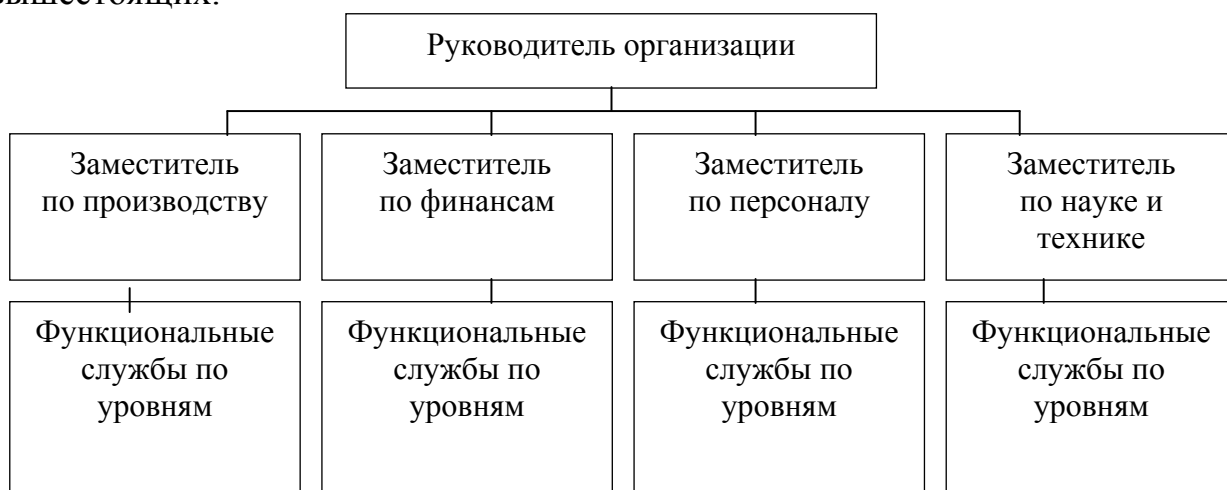 вышестоящих.
Руководитель организации
Заместитель
по производству
Заместитель
по финансам
Заместитель
по персоналу
Заместитель
по науке и
технике
Функциональные
службы по
уровням
Функциональные
службы по
уровням
Функциональные
службы по
уровням
Функциональные
службы по
уровням